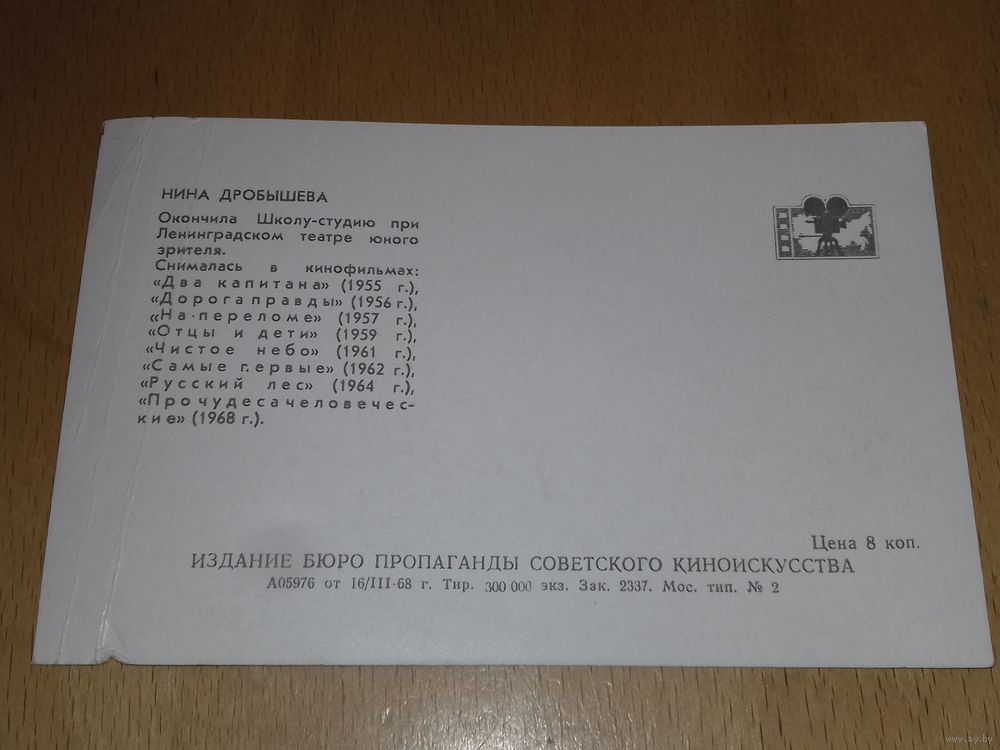 НИНА ДРОБЫШЕВА
Окончила Школу-студию при
Ленинградском театре юного
зрителя.
Снималась в кинофильмах:
«Два капитана» (1955 г.),
«Дорога правды» (1956 г.),
«На переломе» (1957 г.),
«Отцы и дети» (1959 г.),
«Чистое небо» (1961 г.),
«Самые первые» (1962 г.),
«Русский лес» (1964 г.),
«Про чудеса человечес-
кие» (1968 г.).
Цена 8 коп.
ИЗДАНИЕ БЮРО ПРОПАГАНДЫ СОВЕТСКОГО КИНОИСКУССТВА
А05976 от 16/III-68 г. Тир. 300 000 экз. Зак. 2337. Мос. тип. № 2
www.ay.by